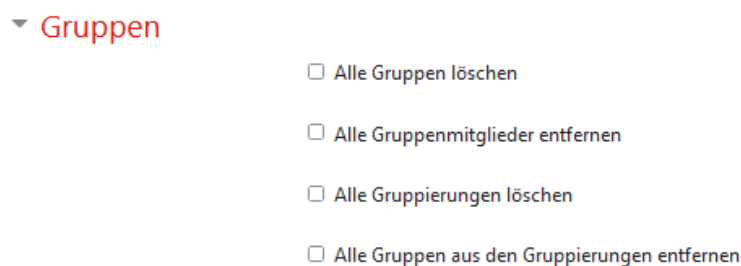 Gruppen
Alle Gruppen löschen
Alle Gruppenmitglieder entfernen
Alle Gruppierungen löschen
Alle Gruppen aus den Gruppierungen entfernen